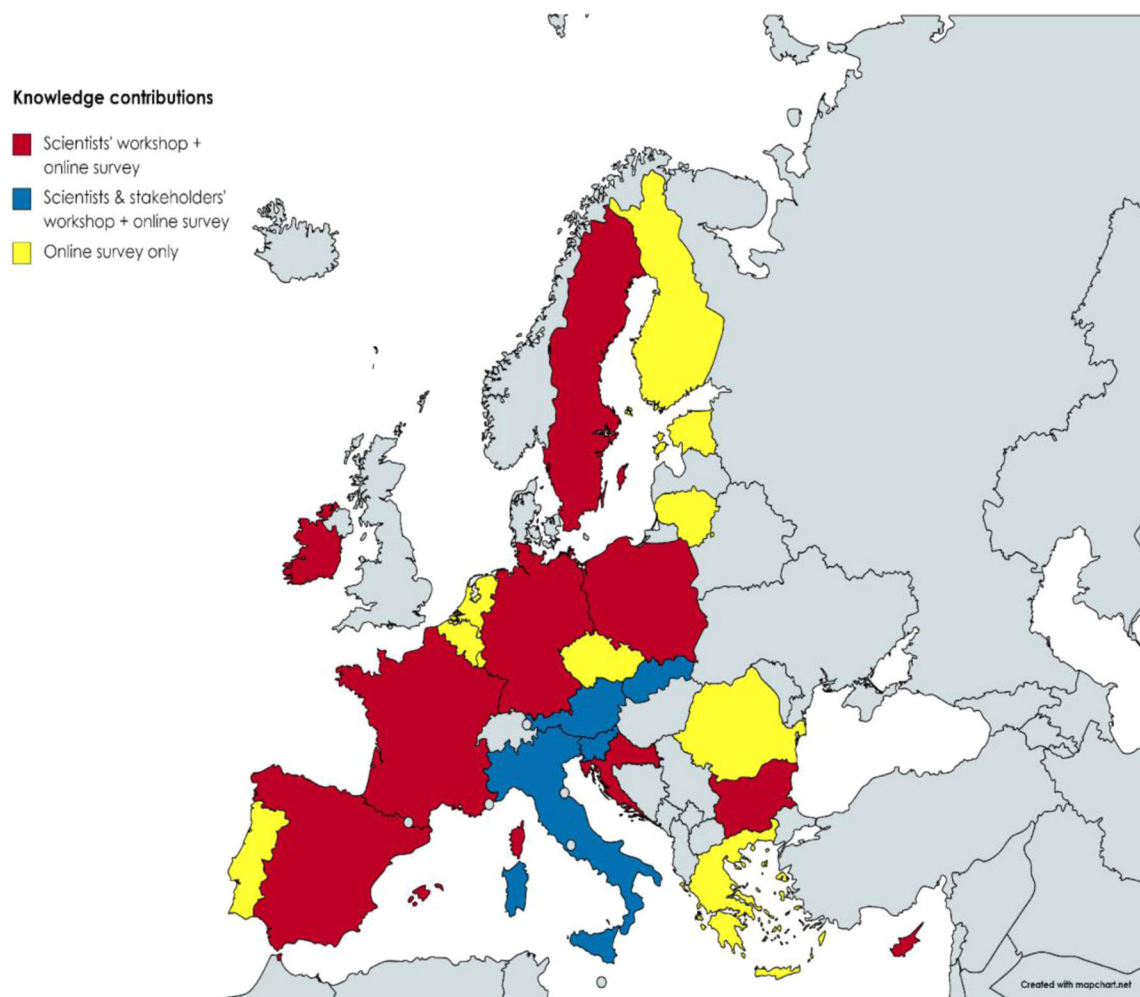 Knowledge contributions
Scientists' workshop +
online survey
Scientists & stakeholders'
workshop + online survey
Online survey only
Created with mapchart.net